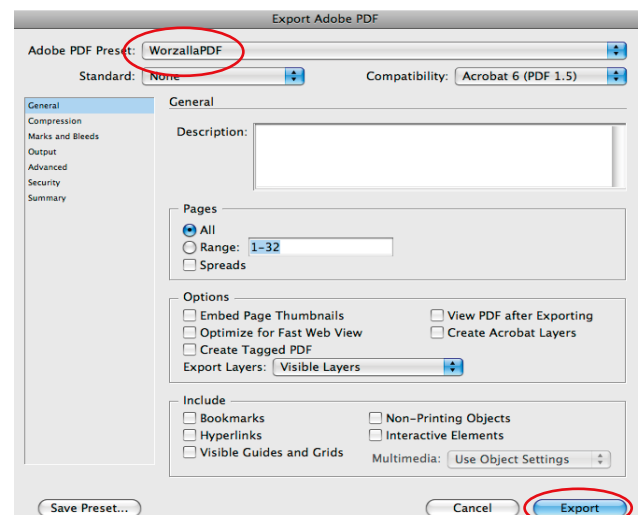 Export Adobe PDF
Adobe PDF Preset: WorzallaPDF
Standard: None Compatibility: Acrobat 6 (PDF 1.5)
General
Compression
Marks and Bleeds
Output
Advanced
Security
Summary
General
Description:
Pages
All
Range: 1-32
Spreads
Options
Embed Page Thumbnails View PDF after Exporting
Optimize for Fast Web View Create Acrobat Layers
Create Tagged PDF
Export Layers: Visible Layers
Include
Bookmarks Non-Printing Objects
Hyperlinks Interactive Elements
Visible Guides and Grids Multimedia: Use Object Settings
Save Preset... Cancel Export